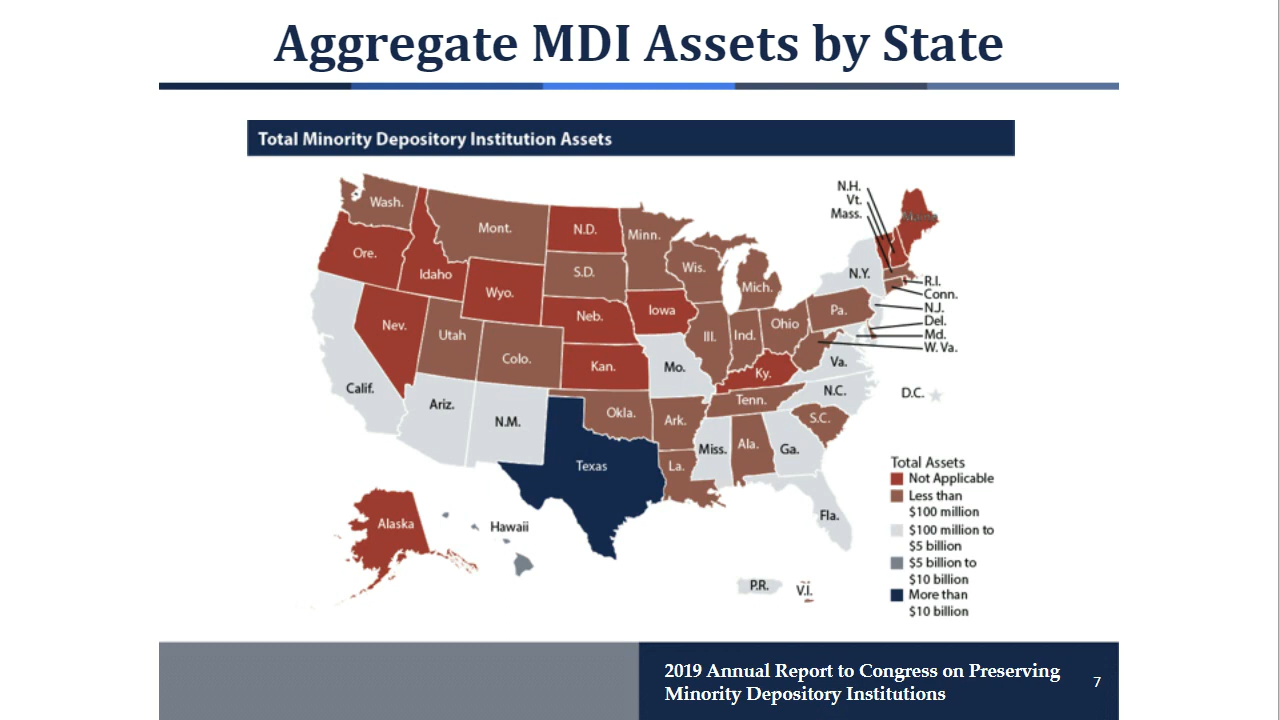 Aggregate MDI Assets by State
Total Minority Depository Institution Assets
N.H.
Vt.
Mass.
Wash.
Mont.
N.D.
Minn.
Maine
Ore.
Idaho
S.D.
Wis.
Mich.
N.Y.
R.I.
Conn.
N.J.
Del.
Md.
W. Va.
Wyo.
Neb.
Iowa
Ill.
Ind.
Ohio
Pa.
Nev.
Utah
Colo.
Kan.
Mo.
Ky.
Va.
Calif.
Ariz.
N.M.
Okla.
Ark.
Tenn.
N.C.
D.C.
S.C.
Texas
La.
Miss.
Ala.
Ga.
Fla.
Alaska
Hawaii
P.R.
V.I.
Total Assets
Not Applicable
Less than
$100 million
$100 million to
$5 billion
$5 billion to
$10 billion
More than
$10 billion
2019 Annual Report to Congress on Preserving
Minority Depository Institutions
7